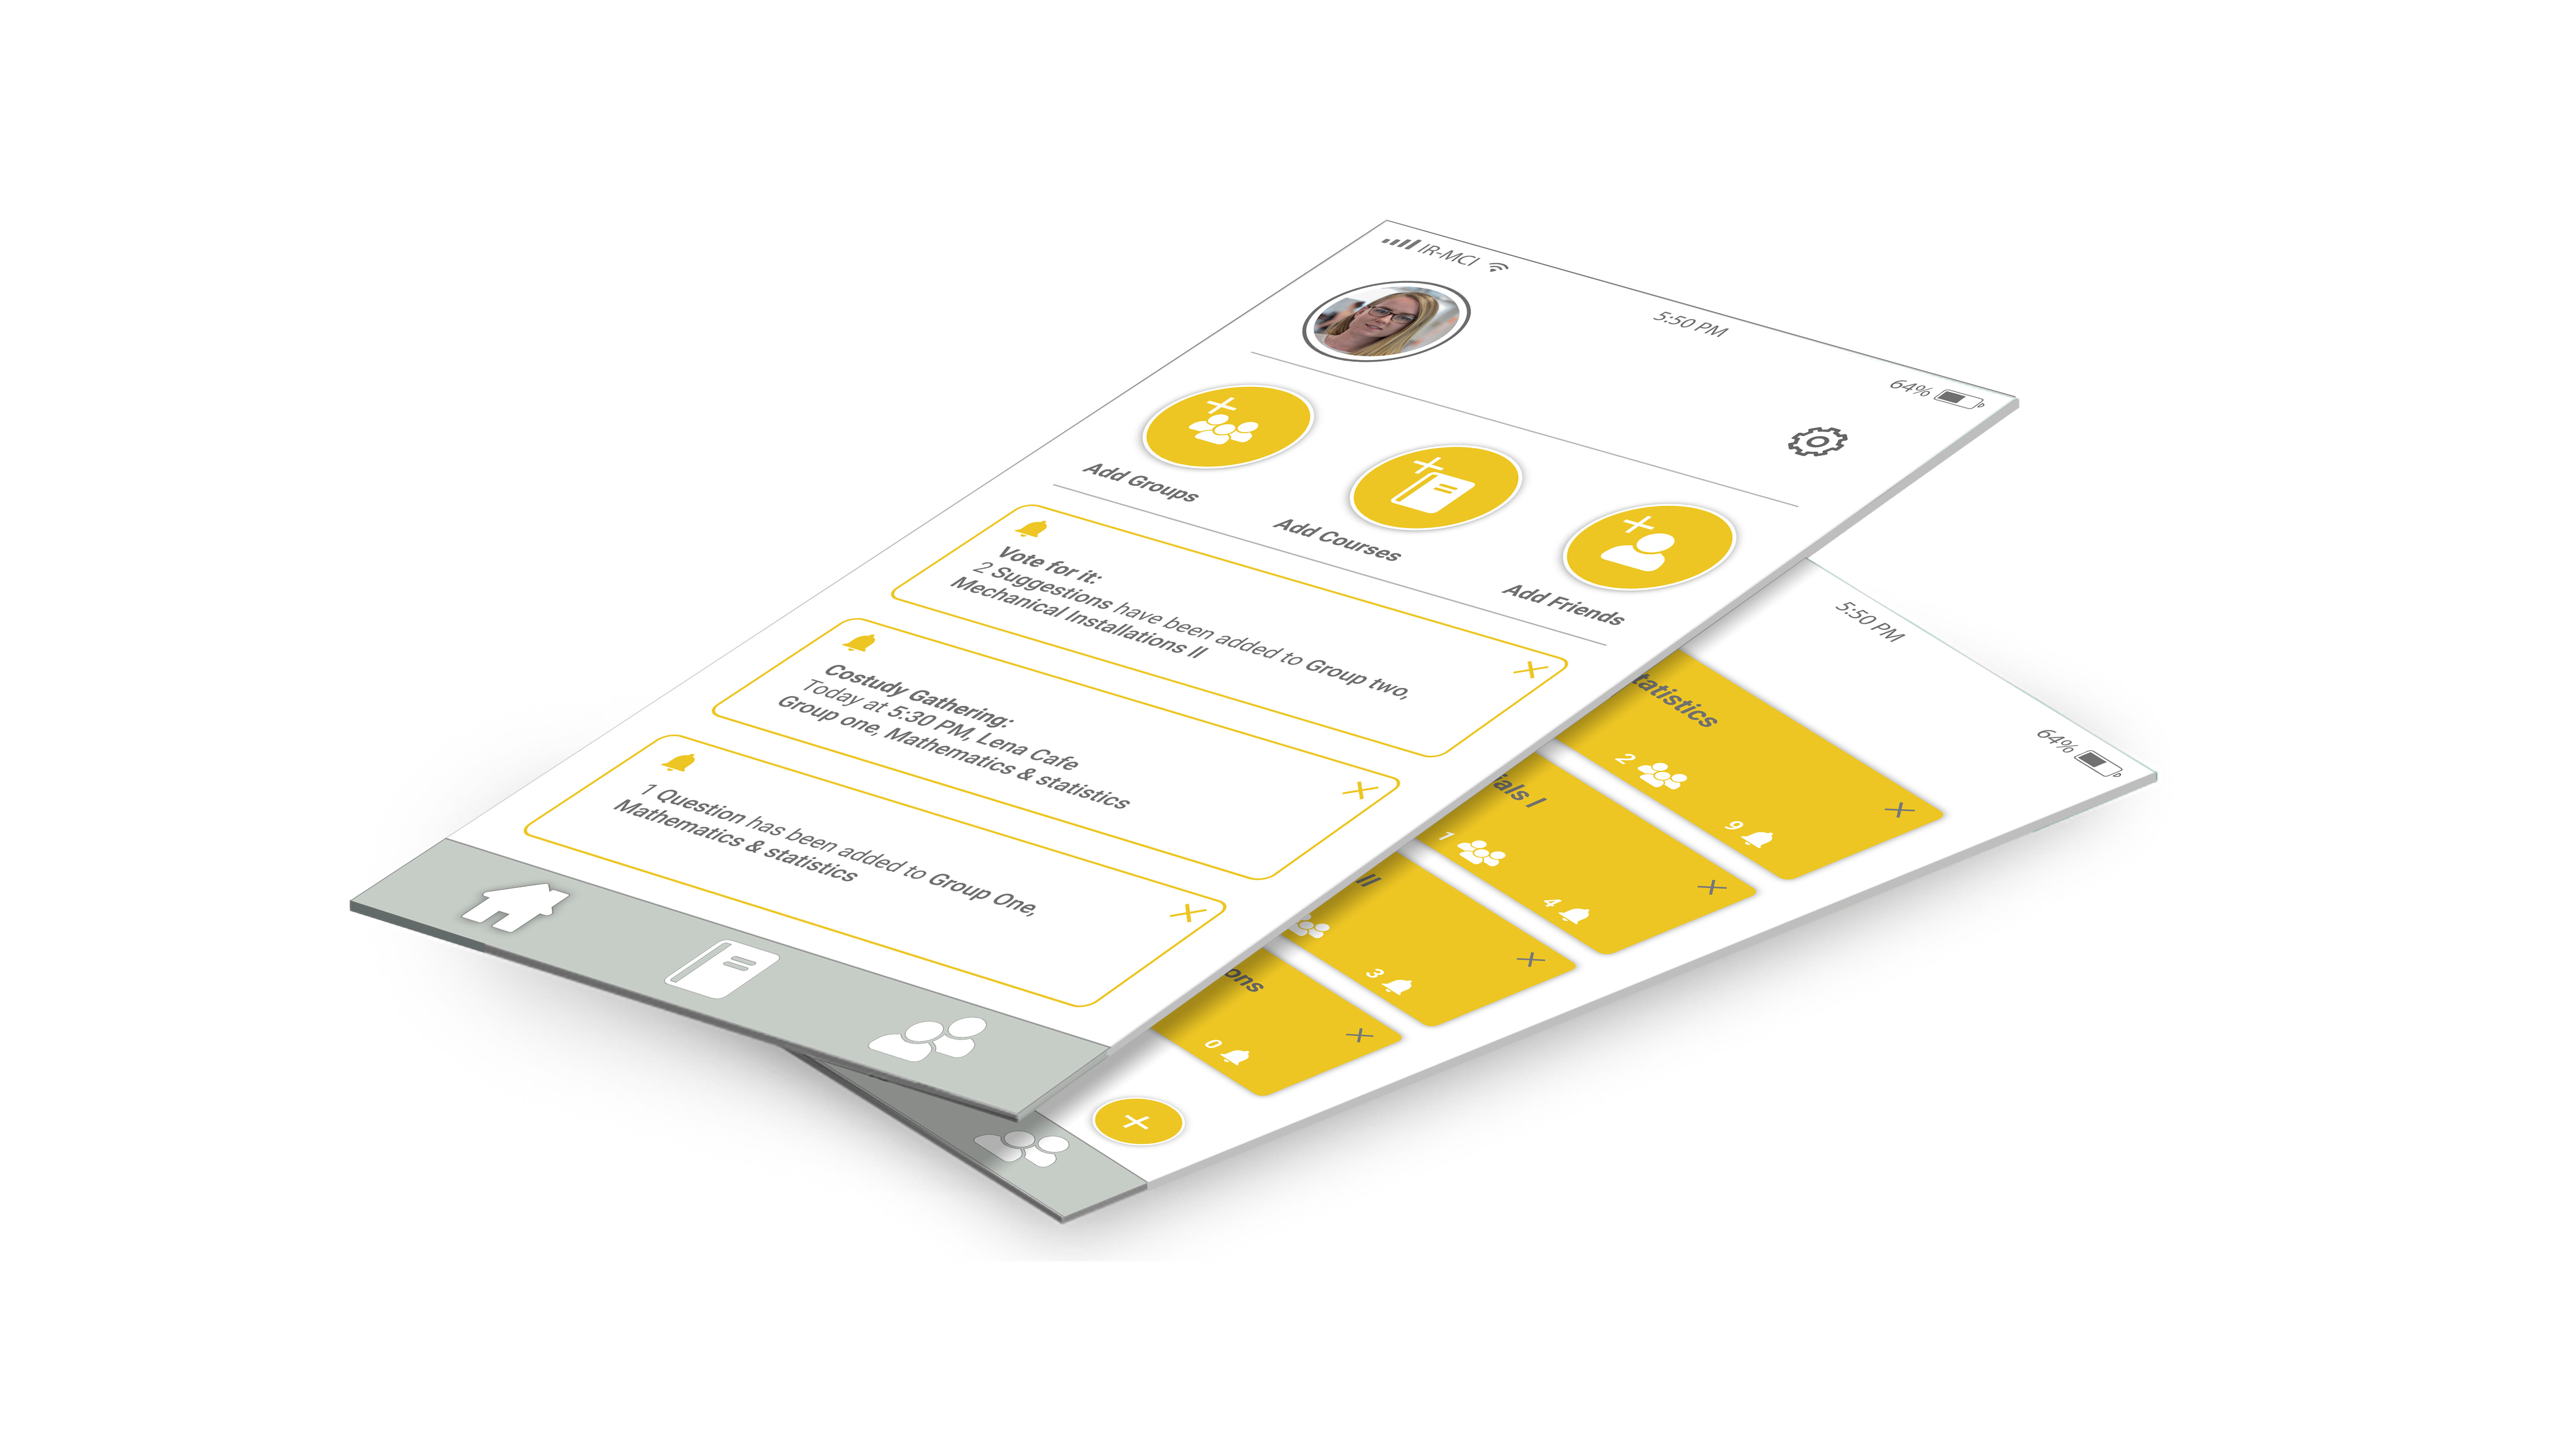 IR-MCI
5:50 PM
64%
Add Groups
Add Courses
Add Friends
Vote for it:
2 Suggestions have been added to Group two,
Mechanical Installations II
Costudy Gathering:
Today at 5:30 PM, Lena Cafe
Group one, Mathematics & statistics
1 Question has been added to Group One,
Mathematics & statistics
5:50 PM
64%
tatistics
2
9
ials I
1
4
II
3
ons
0